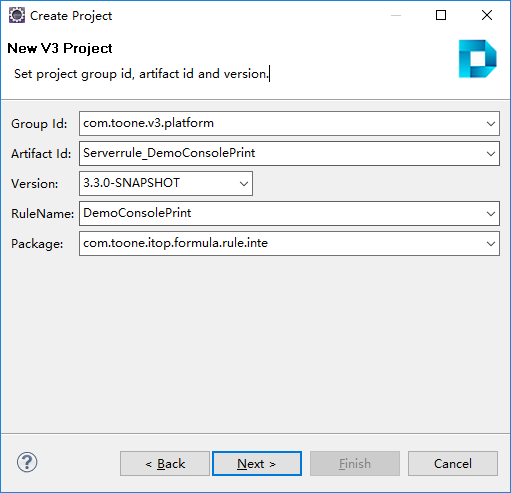 Create Project
New V3 Project
Set project group id, artifact id and version.
Group Id: com.toone.v3.platform
Artifact Id: Serverrule_DemoConsolePrint
Version: 3.3.0-SNAPSHOT
RuleName: DemoConsolePrint
Package: com.toone.itop.formula.rule.inte
? < Back Next > Finish Cancel